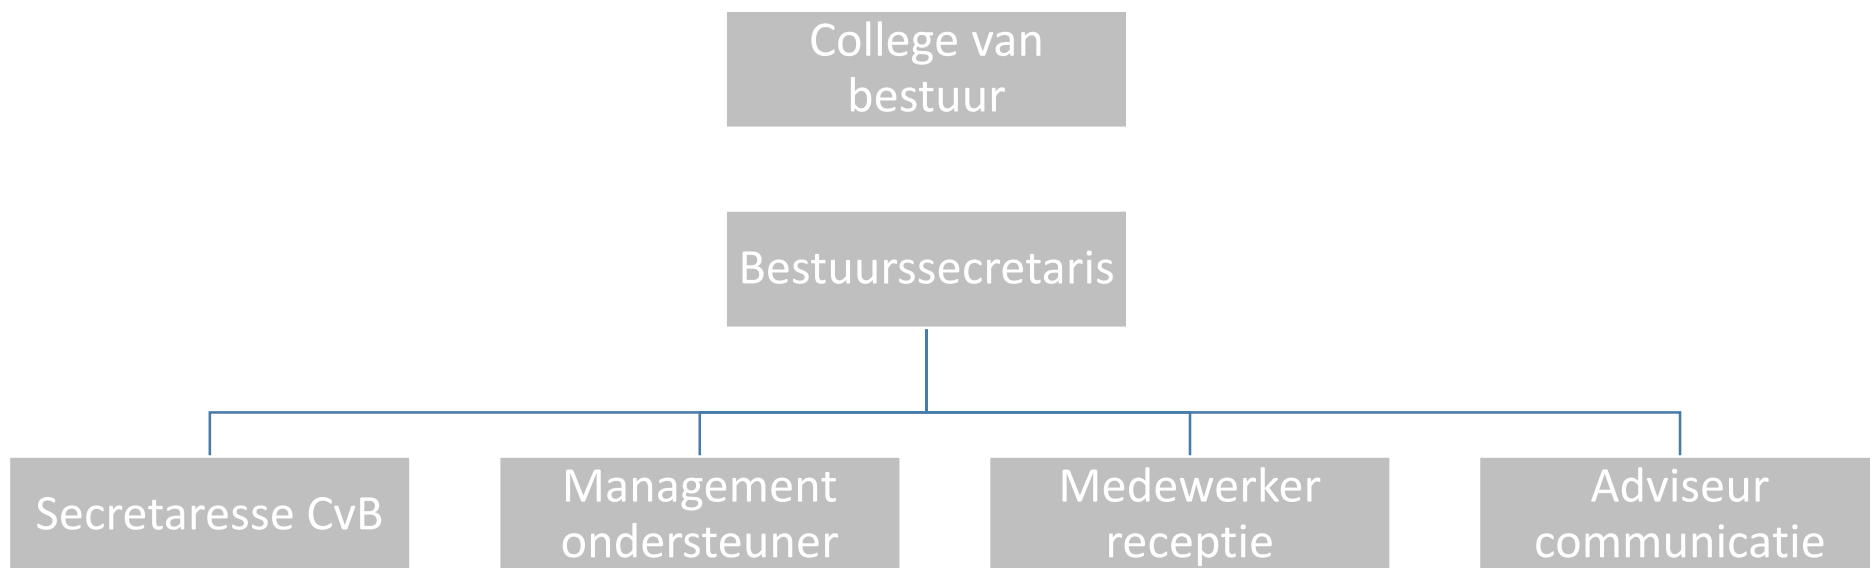 College van
bestuur
Bestuurssecretaris
Secretaresse CvB
Management
ondersteuner
Medewerker
receptie
Adviseur
communicatie